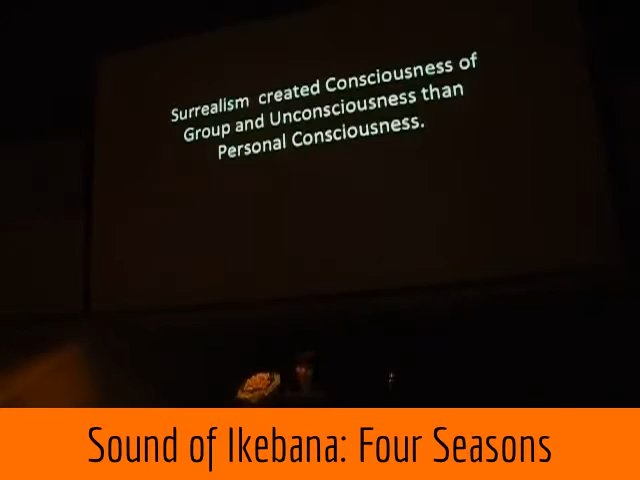 Surrealism created Consciousness of
Group and Unconsciousness than
Personal Consciousness.
Sound of Ikebana: Four Seasons